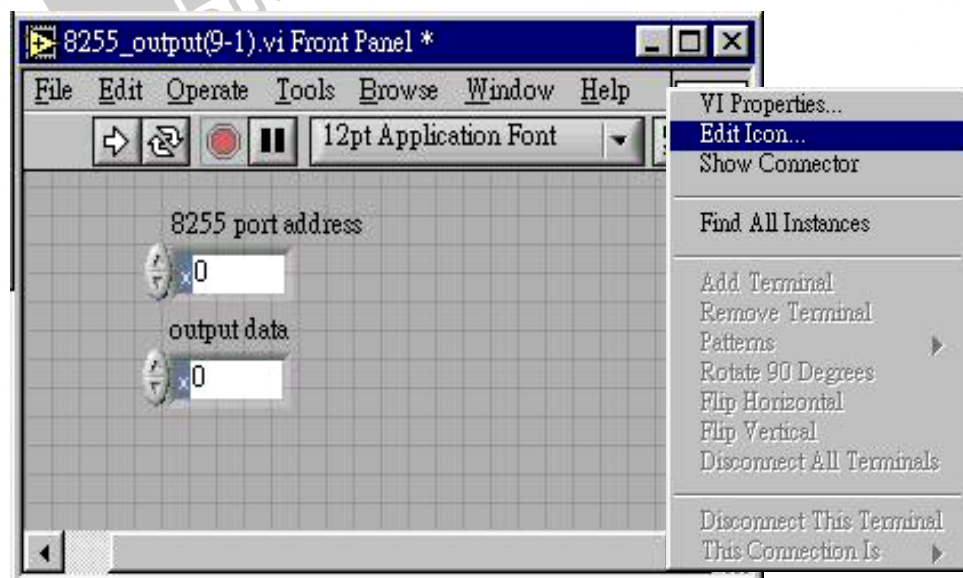 8255_output(9-1).vi Front Panel *
File Edit Operate Tools Browse Window Help
12pt Application Font
8255 port address
x0
output data
x0
VI Properties...
Edit Icon...
Show Connector
Find All Instances
Add Terminal
Remove Terminal
Patterns
Rotate 90 Degrees
Flip Horizontal
Flip Vertical
Disconnect All Terminals
Disconnect This Terminal
This Connection Is